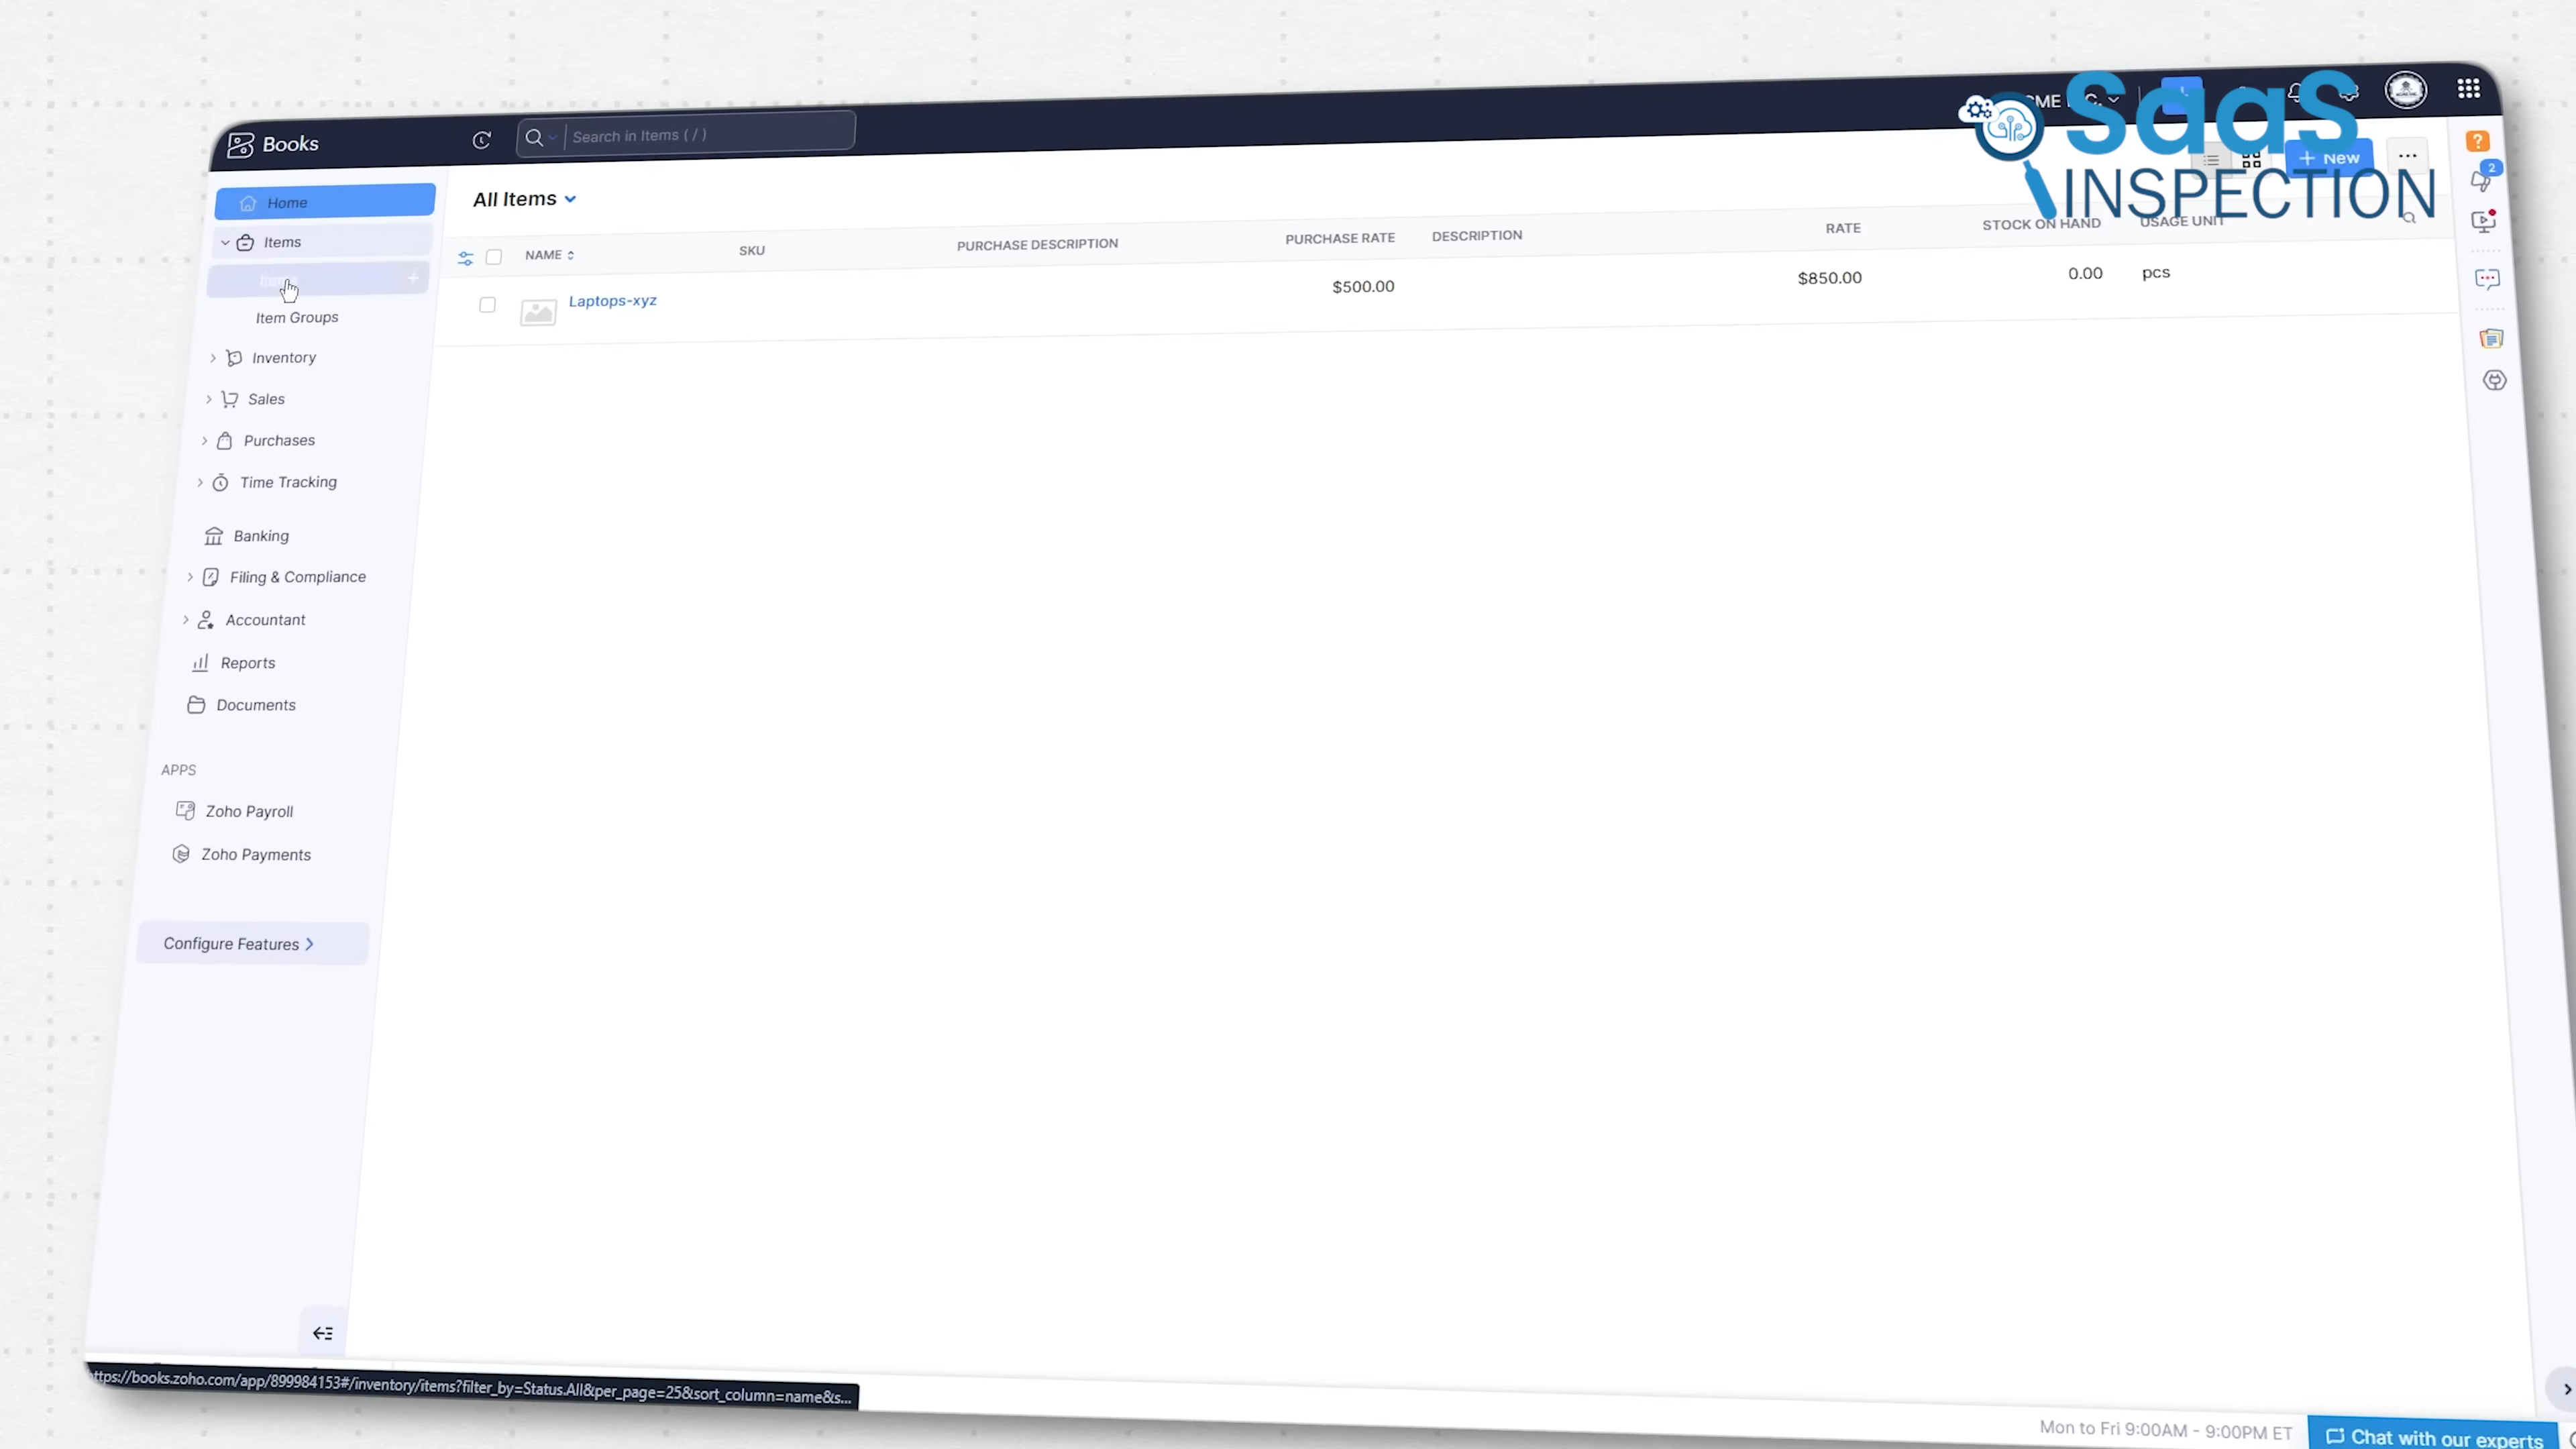 Books
Search in Items ( / )
SaaS
INSPECTION
New
2
Home
Items
Item Groups
Inventory
Sales
Purchases
Time Tracking
Banking
Filing & Compliance
Accountant
Reports
Documents
APPS
Zoho Payroll
Zoho Payments
Configure Features
All Items
NAME SKU PURCHASE DESCRIPTION PURCHASE RATE DESCRIPTION RATE STOCK ON HAND USAGE UNIT
Laptops-xyz $500.00 $850.00 0.00 pcs
ttps://books.zoho.com/app/899984153#/inventory/items?filter_by=Status.All&per_page=25&sort_column=name&s...
Mon to Fri 9:00AM - 9:00PM ET
Chat with our experts